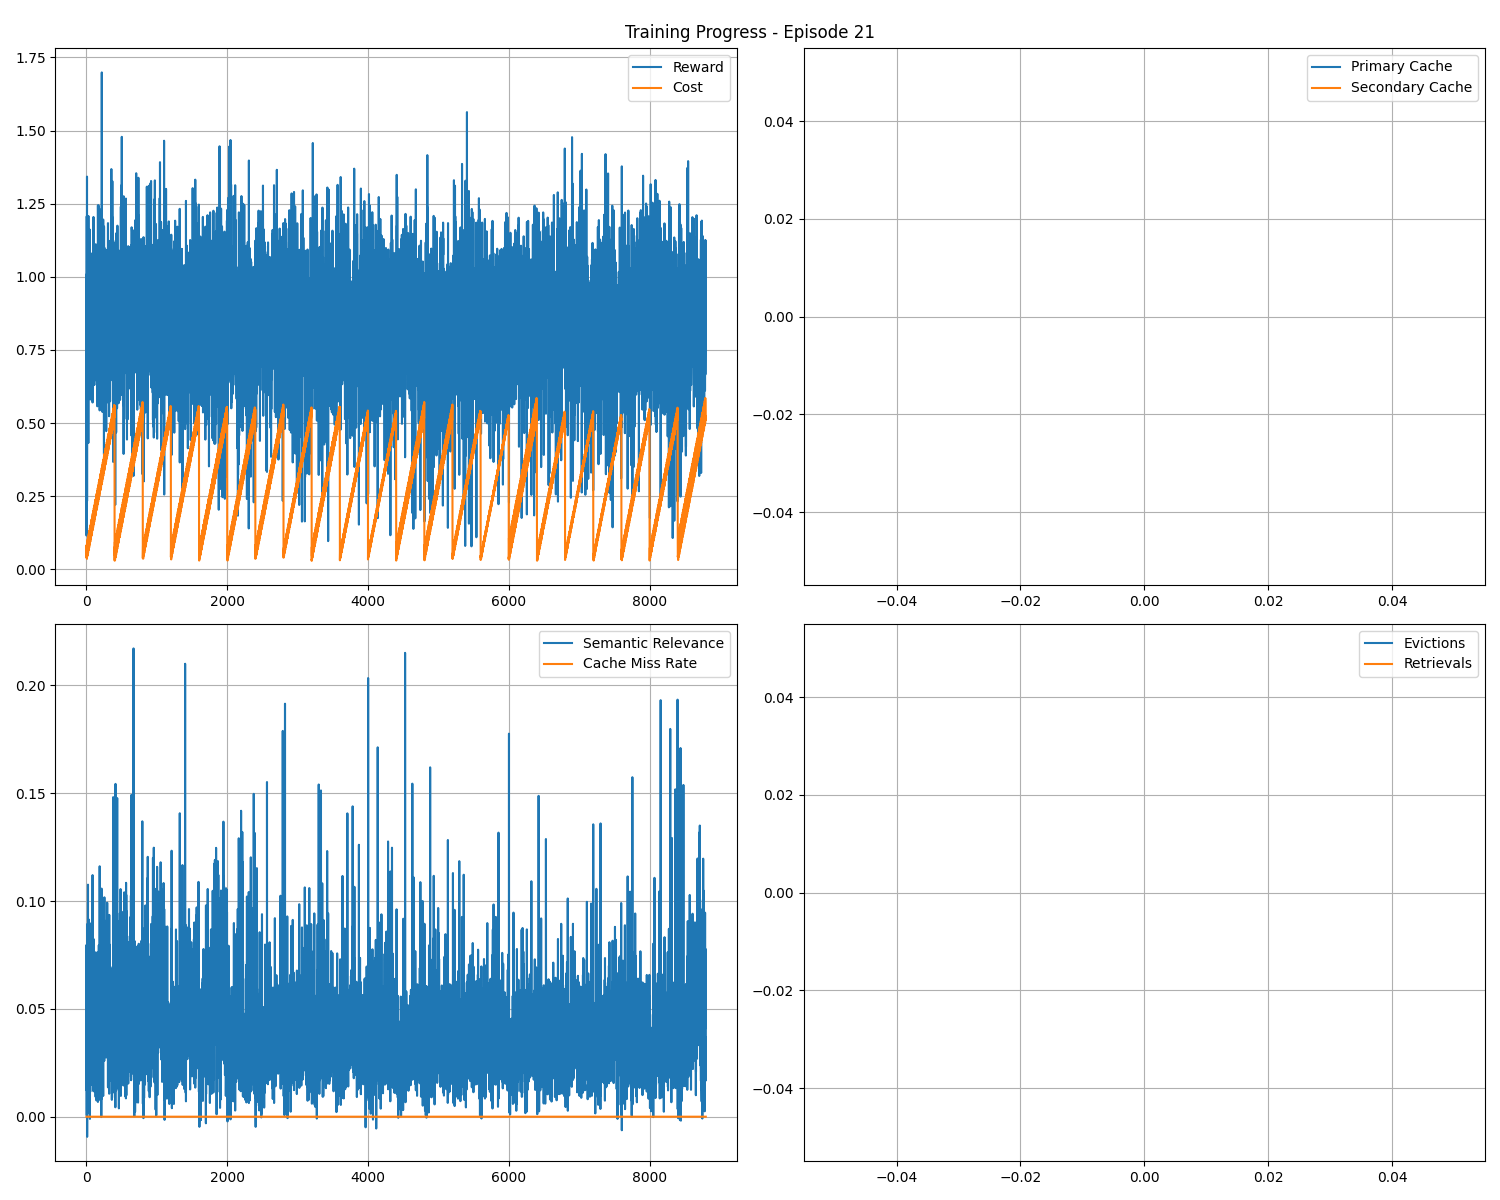 Training Progress - Episode 21
1.75
1.50
1.25
1.00
0.75
0.50
0.25
0.00
0 2000 4000 6000 8000
Reward
Cost
0.04
0.02
0.00
−0.02
−0.04
−0.04 −0.02 0.00 0.02 0.04
Primary Cache
Secondary Cache
0.20
0.15
0.10
0.05
0.00
0 2000 4000 6000 8000
Semantic Relevance
Cache Miss Rate
0.04
0.02
0.00
−0.02
−0.04
−0.04 −0.02 0.00 0.02 0.04
Evictions
Retrievals